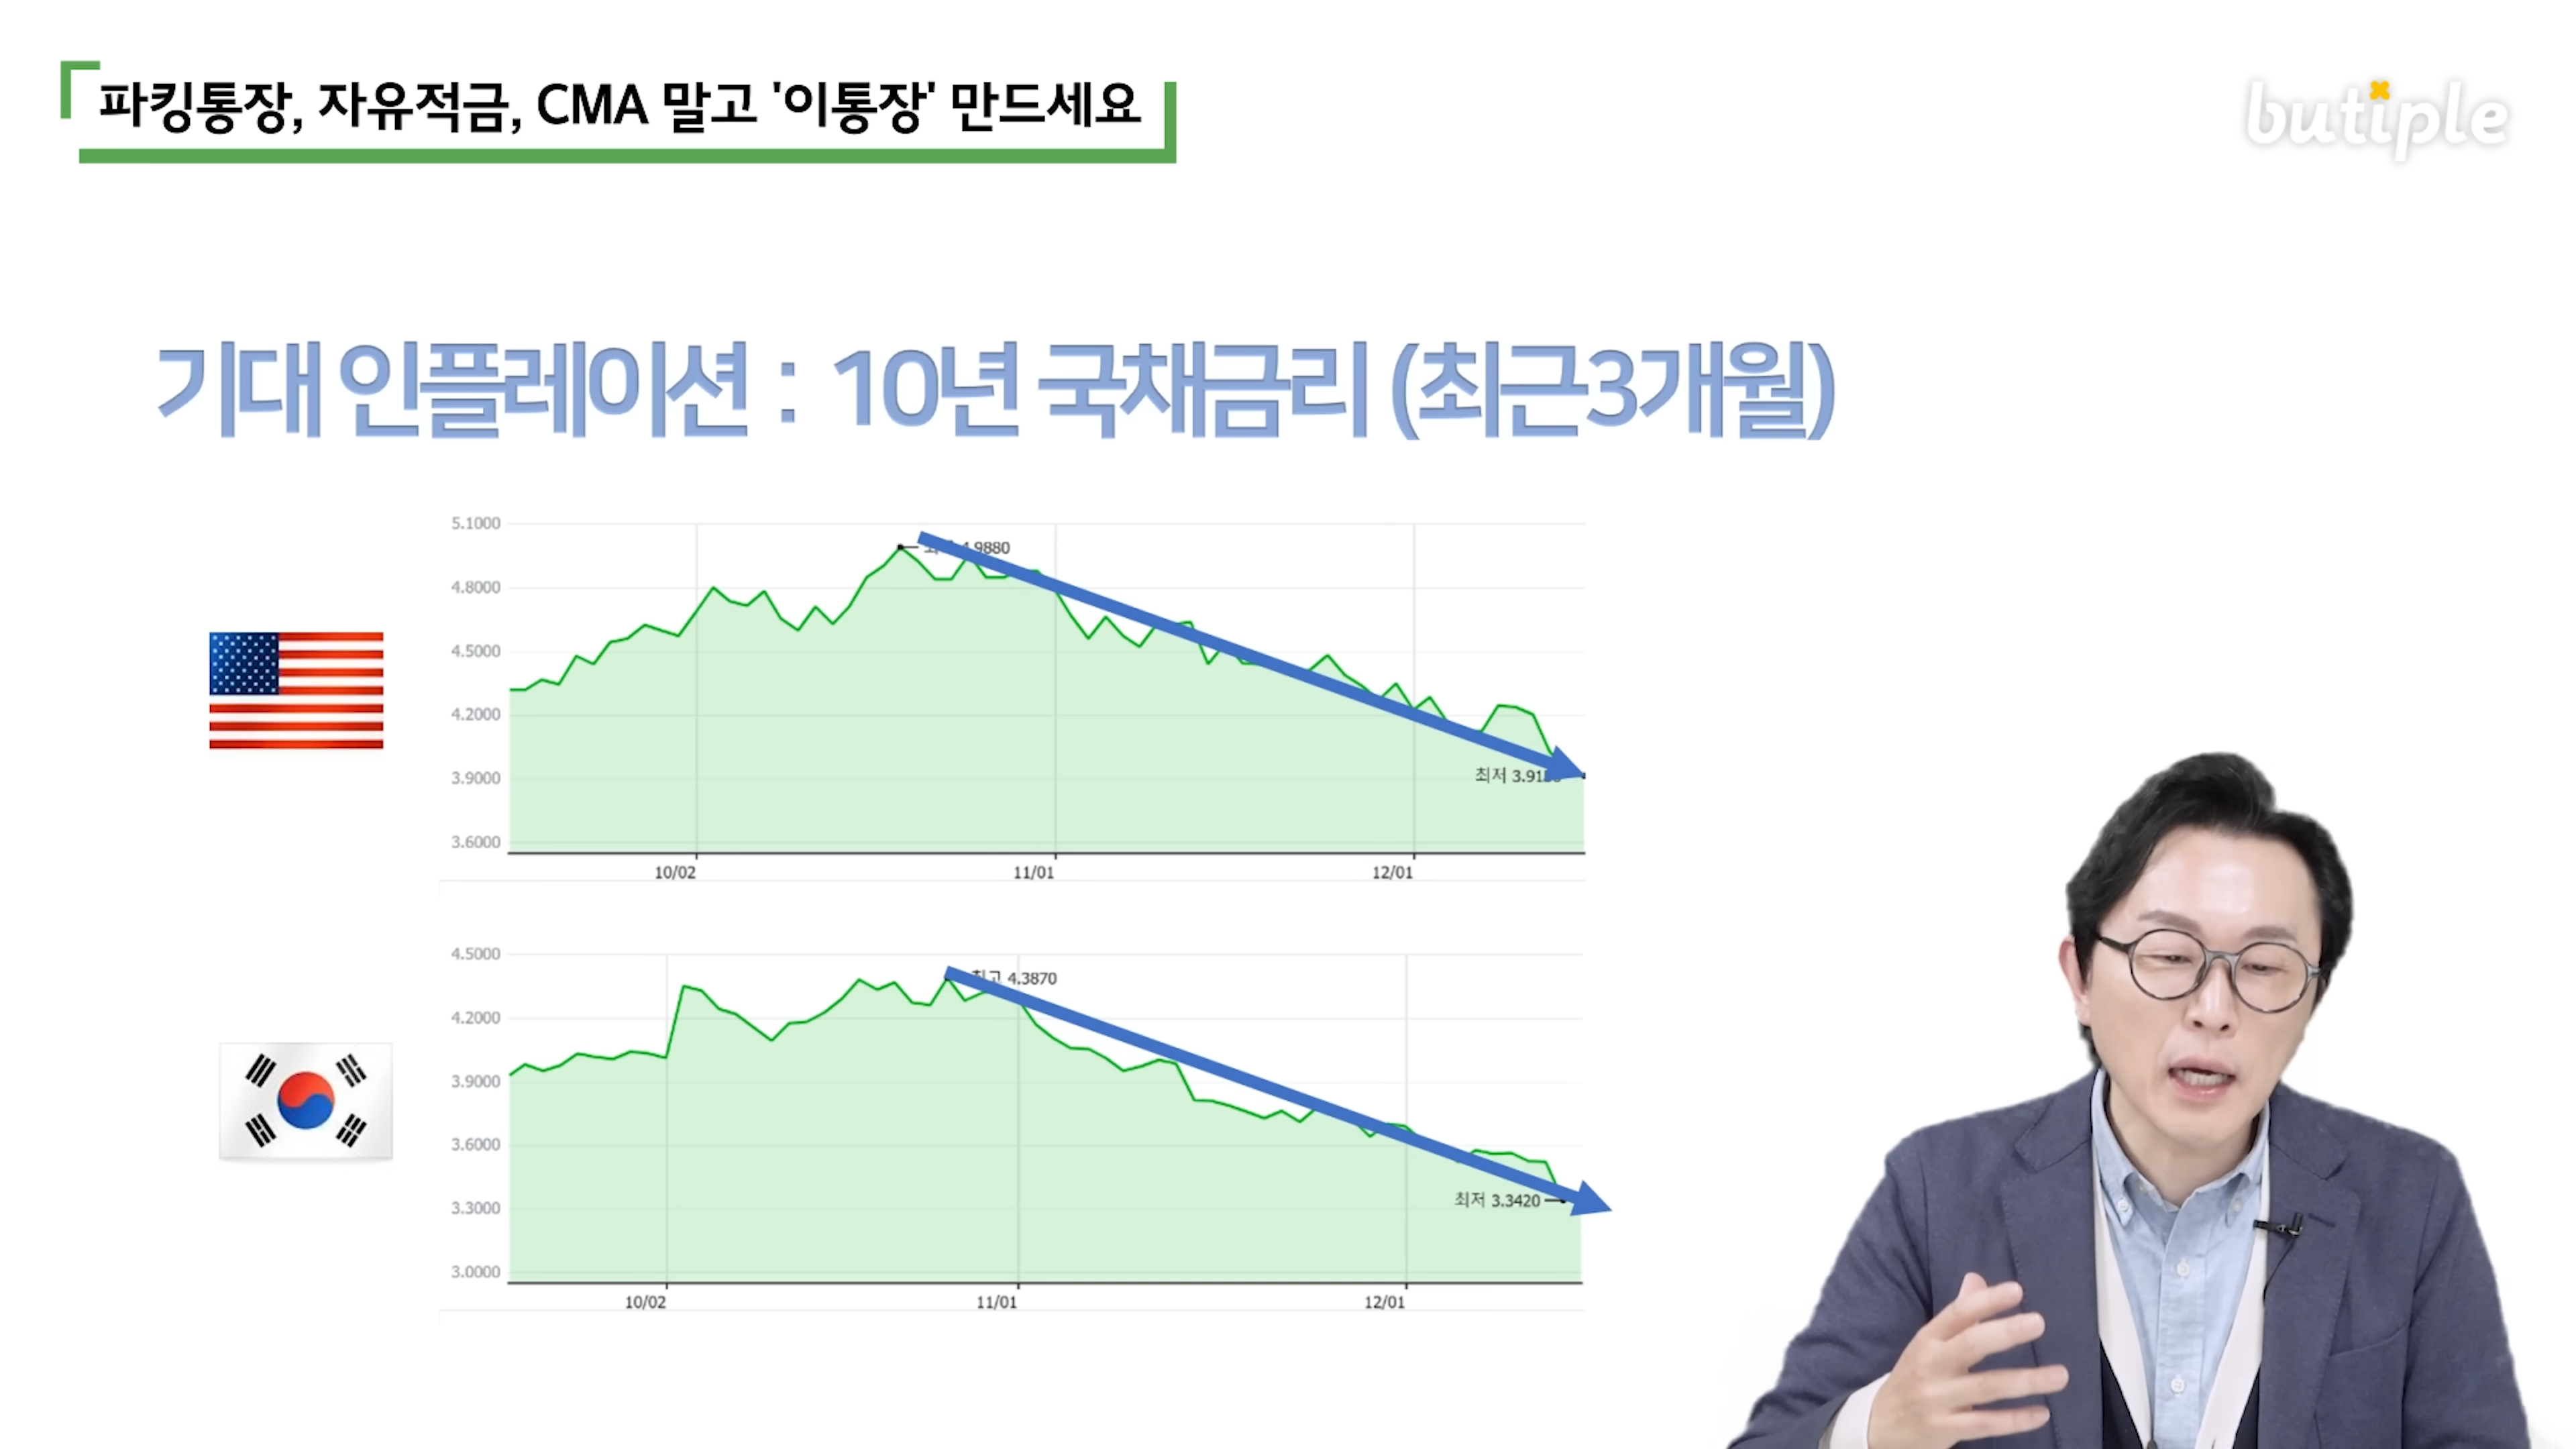 파킹통장, 자유적금, CMA 말고 '이통장' 만드세요
butiple
기대 인플레이션 : 10년 국채금리 (최근3개월)
5.1000
4.9880
4.8000
4.5000
4.2000
3.9000
최저
3.6000
10/02 11/01 12/01
4.5000
최고 4.3870
4.2000
3.9000
3.6000
3.3000
최저 3.3420
3.0000
10/02 11/01 12/01